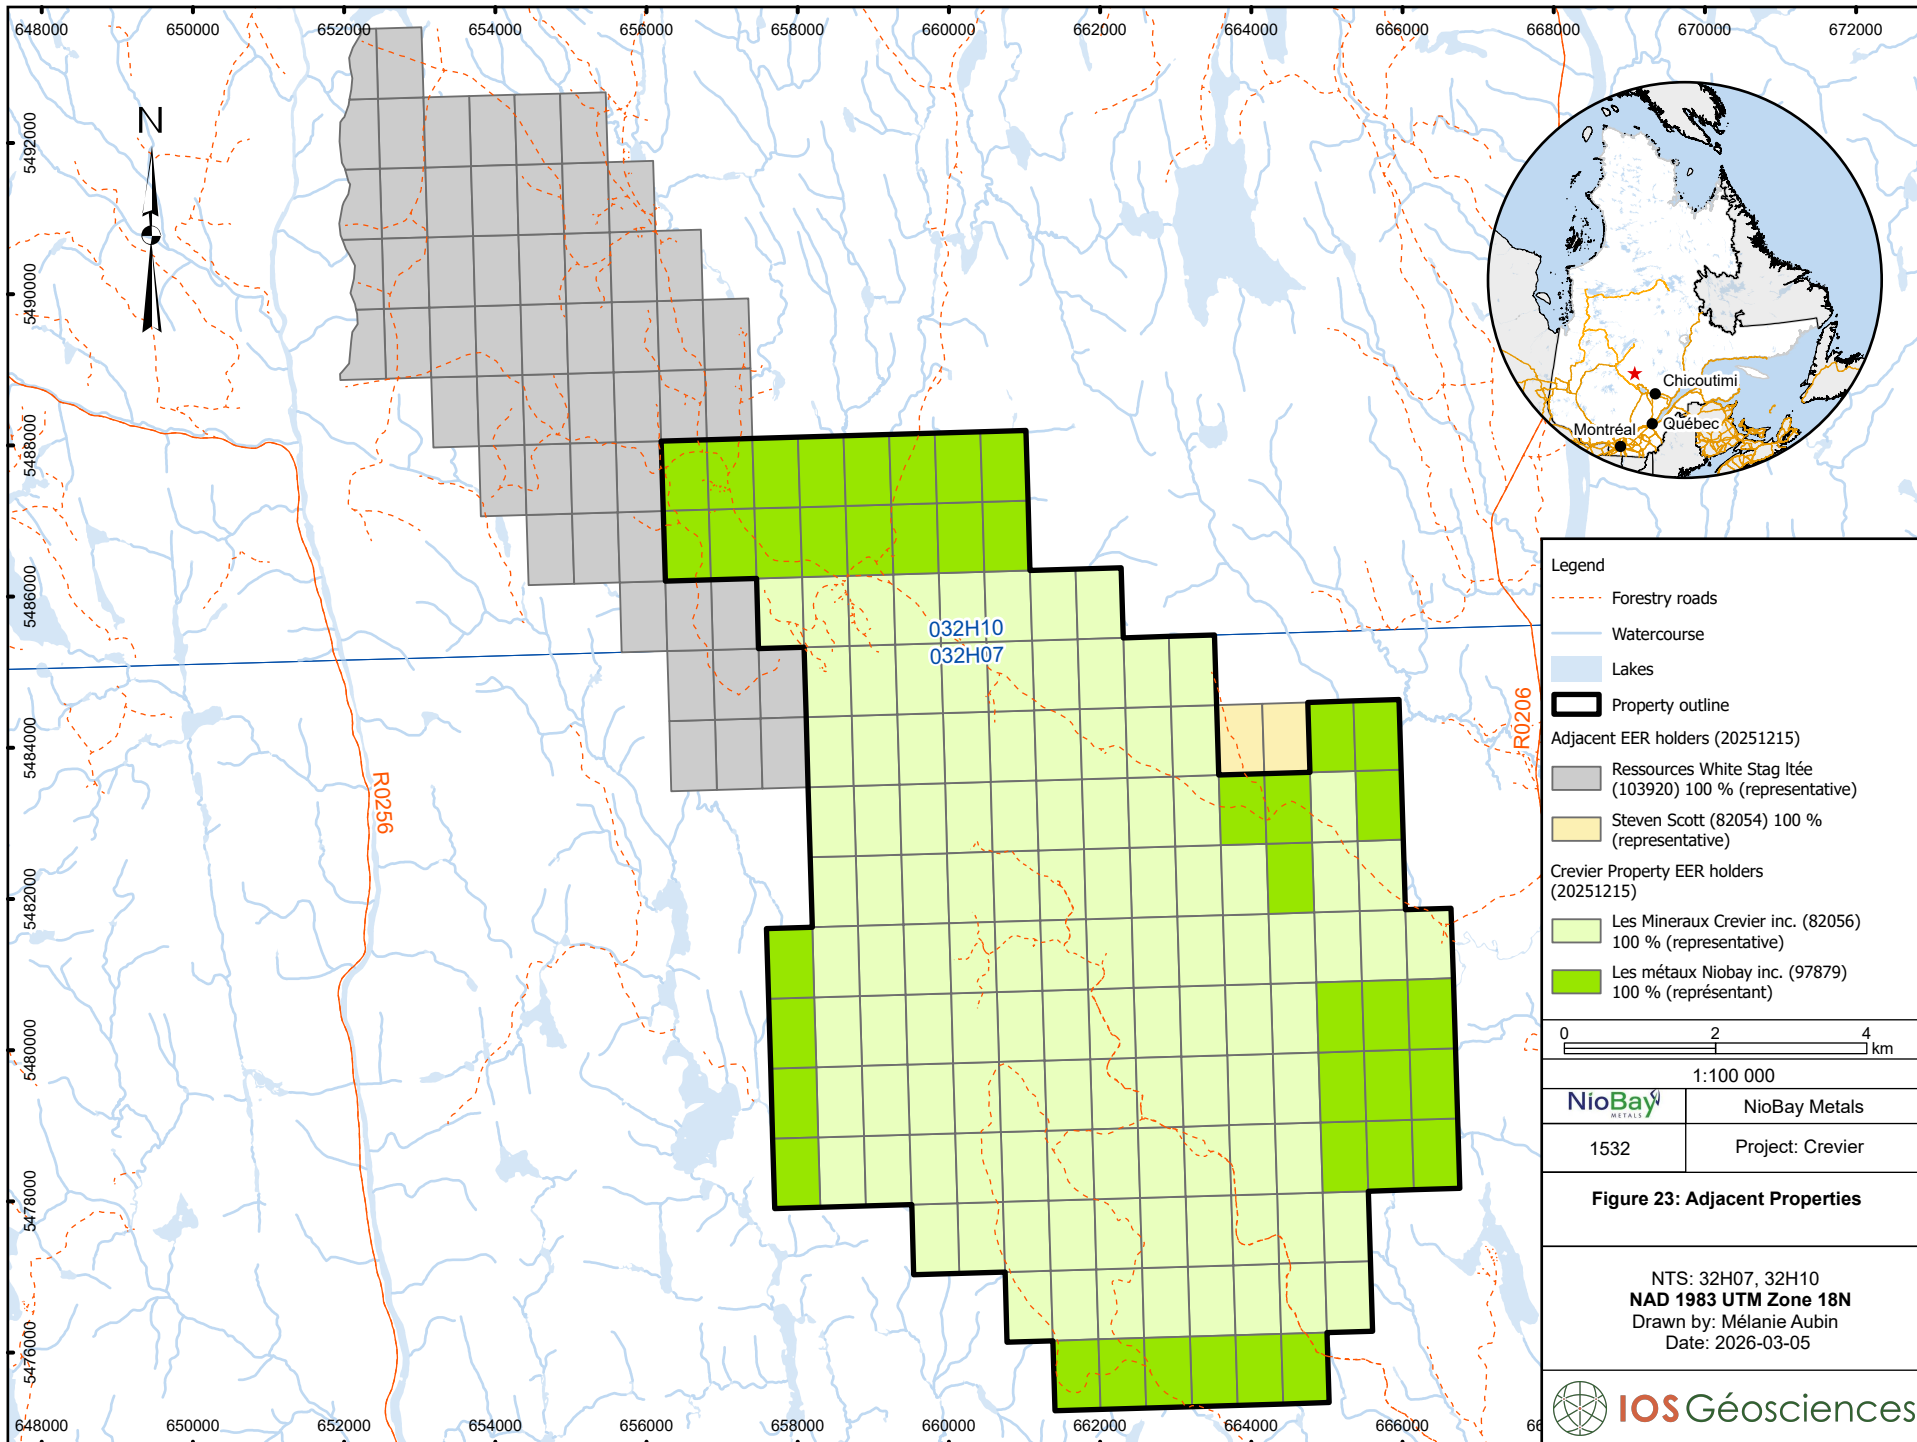 648000 650000 652000 654000 656000 658000 660000 662000 664000 666000 668000 670000 672000
5492000
5490000
5488000
5486000
5484000
5482000
5480000
5478000
5476000
N
Chicoutimi
Québec
Montréal
032H10
032H07
R0256
R0206
Legend
Forestry roads
Watercourse
Lakes
Property outline
Adjacent EER holders (20251215)
Ressources White Stag ltée
(103920) 100 % (representative)
Steven Scott (82054) 100 %
(representative)
Crevier Property EER holders
(20251215)
Les Mineraux Crevier inc. (82056)
100 % (representative)
Les métaux Niobay inc. (97879)
100 % (représentant)
0 2 4
km
1:100 000
NioBay
METALS
NioBay Metals
1532
Project: Crevier
Figure 23: Adjacent Properties
NTS: 32H07, 32H10
NAD 1983 UTM Zone 18N
Drawn by: Mélanie Aubin
Date: 2026-03-05
IOS Géosciences
648000 650000 652000 654000 656000 658000 660000 662000 664000 666000